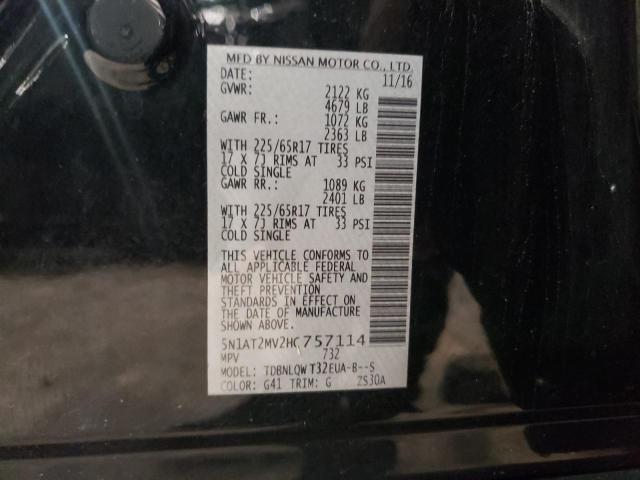 MFD BY NISSAN MOTOR CO., LTD.
DATE: 11/16
GVWR: 2122 KG
4679 LB
GAWR FR.: 1072 KG
2363 LB
WITH 225/65R17 TIRES
17 X 7J RIMS AT 33 PSI
COLD SINGLE
GAWR RR.: 1089 KG
2401 LB
WITH 225/65R17 TIRES
17 X 7J RIMS AT 33 PSI
COLD SINGLE
THIS VEHICLE CONFORMS TO
ALL APPLICABLE FEDERAL
MOTOR VEHICLE SAFETY AND
THEFT PREVENTION
STANDARDS IN EFFECT ON
THE DATE OF MANUFACTURE
SHOWN ABOVE.
5N1AT2MV2HC757114
MPV 732
MODEL: TDBNLQW T32EUA-B--S
COLOR: G41 TRIM: G ZS30A